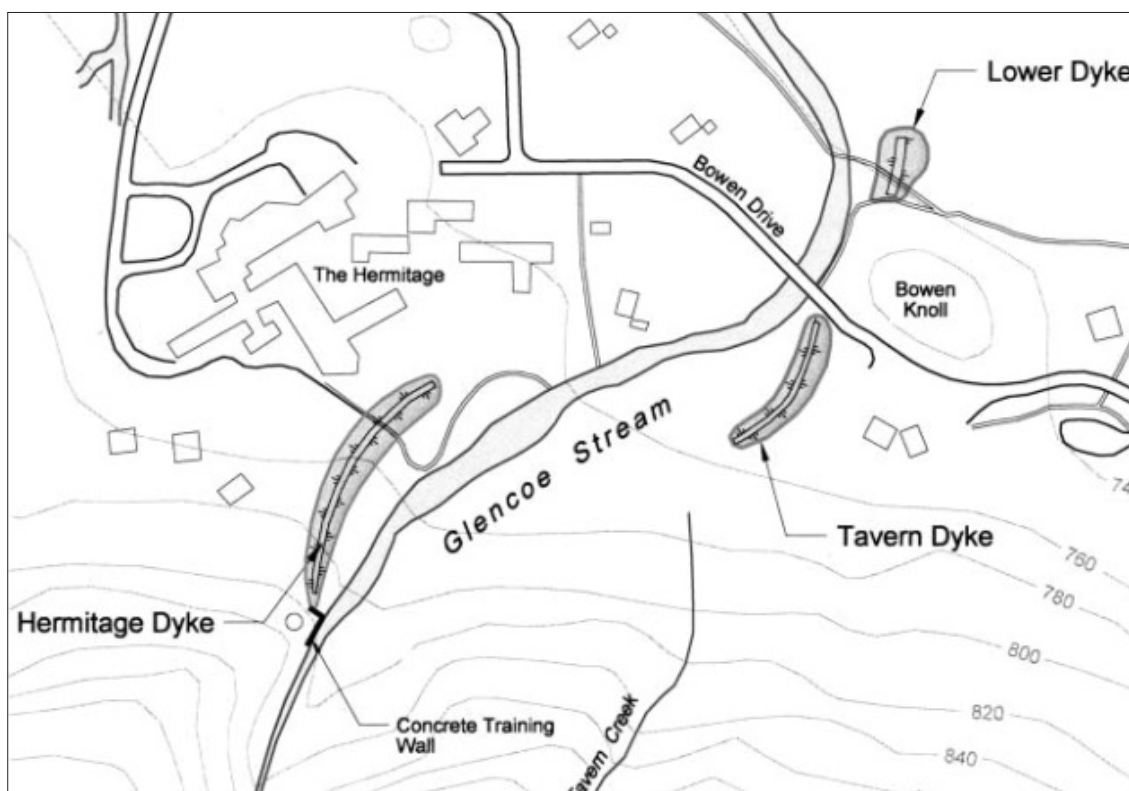 Lower Dyke
Bowen Drive
The Hermitage
Bowen
Knoll
Glencoe Stream
Tavern Dyke
760
780
Hermitage Dyke
800
Concrete Training
Wall
Tavern Creek
820
840